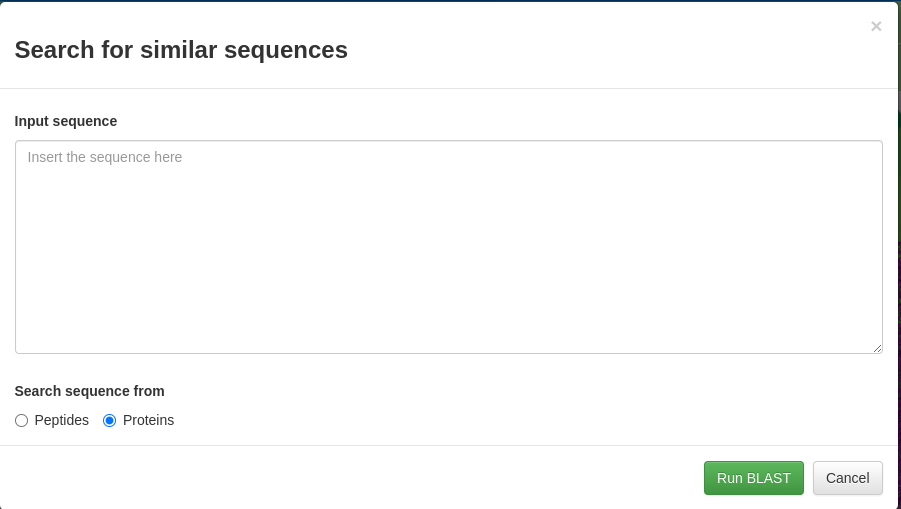 ×
Search for similar sequences
Input sequence
Insert the sequence here
Search sequence from
Peptides Proteins
Run BLAST Cancel